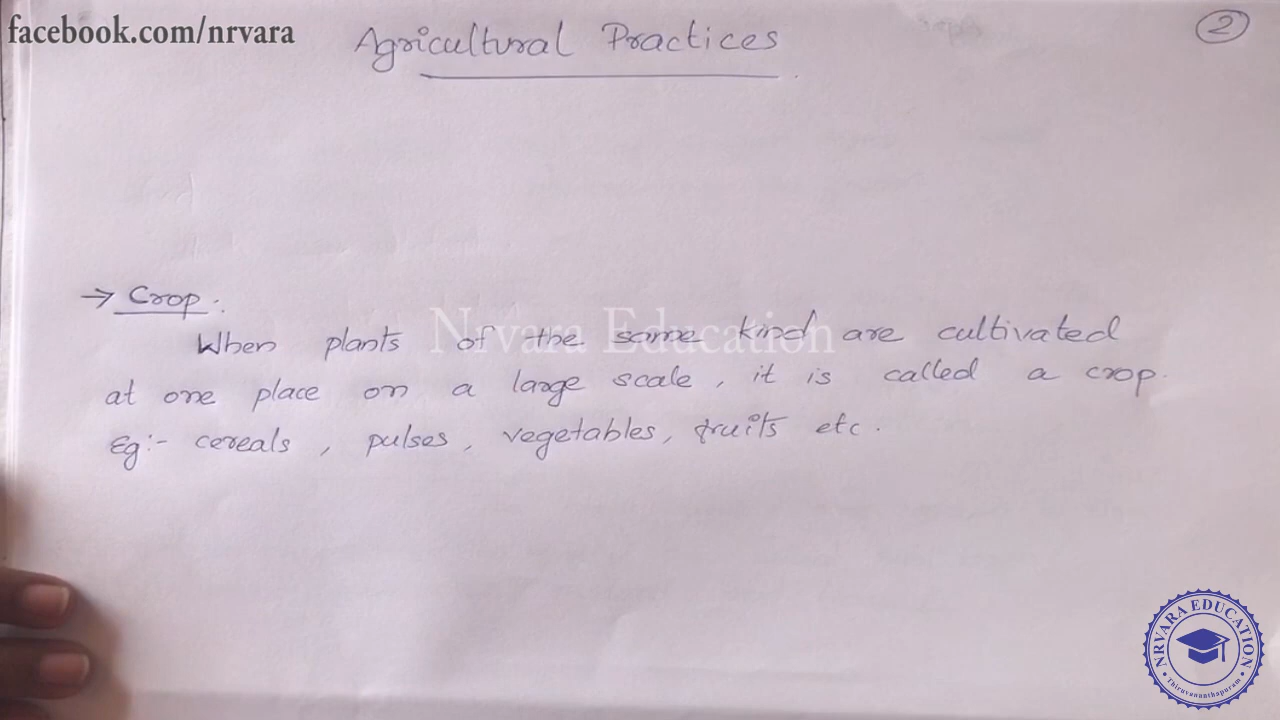 facebook.com/nrvara
Agricultural Practices
2
→ Crop.
When plants of the same kind are cultivated
at one place on a large scale, it is called a crop.
Eg:- cereals, pulses, vegetables, fruits etc.
Nrvara Education
NRVARA EDUCATION
Thiruvananthapuram